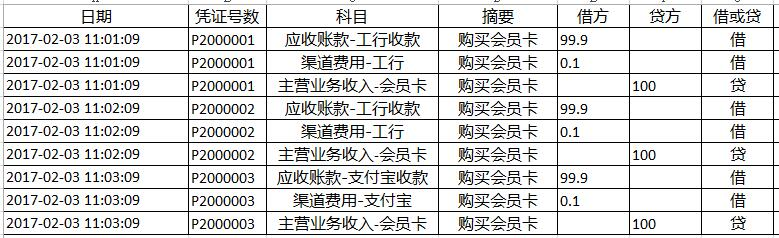 日期 凭证号数 科目 摘要 借方 贷方 借或贷
2017-02-03 11:01:09 P2000001 应收账款-工行收款 购买会员卡 99.9 借
2017-02-03 11:01:09 P2000001 渠道费用-工行 购买会员卡 0.1 借
2017-02-03 11:01:09 P2000001 主营业务收入-会员卡 购买会员卡 100 贷
2017-02-03 11:02:09 P2000002 应收账款-工行收款 购买会员卡 99.9 借
2017-02-03 11:02:09 P2000002 渠道费用-工行 购买会员卡 0.1 借
2017-02-03 11:02:09 P2000002 主营业务收入-会员卡 购买会员卡 100 贷
2017-02-03 11:03:09 P2000003 应收账款-支付宝收款 购买会员卡 99.9 借
2017-02-03 11:03:09 P2000003 渠道费用-支付宝 购买会员卡 0.1 借
2017-02-03 11:03:09 P2000003 主营业务收入-会员卡 购买会员卡 100 贷